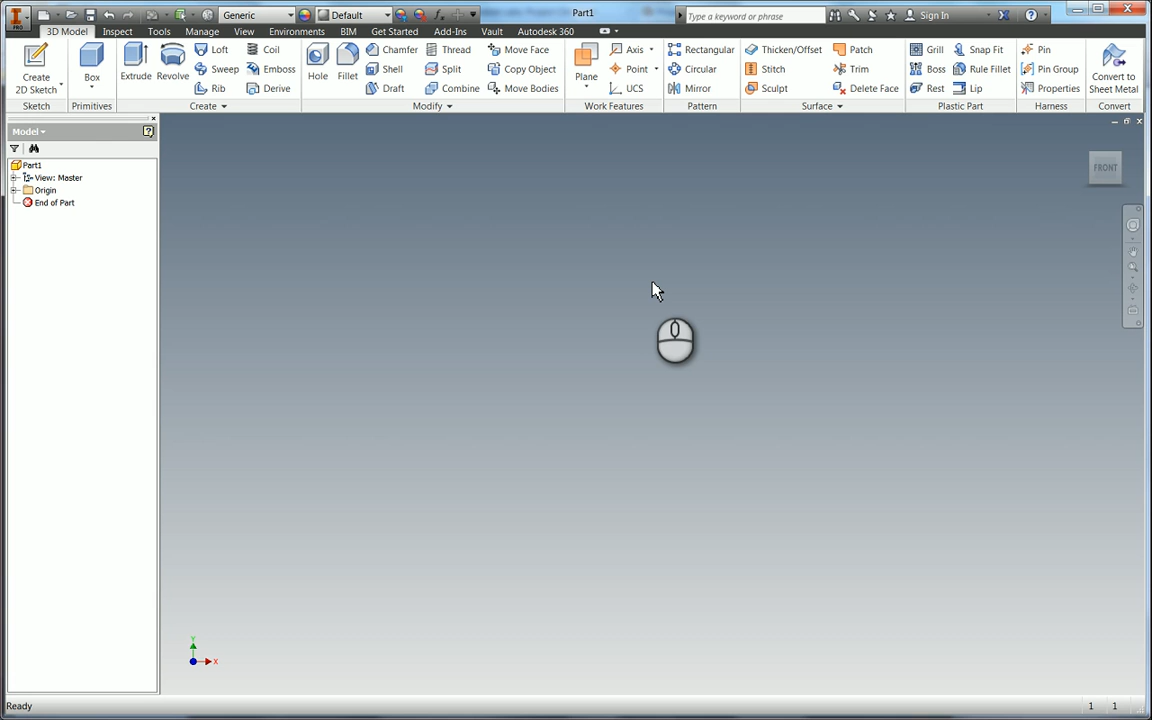 Generic Default Part1 Type a keyword or phrase Sign In
PRO 3D Model Inspect Tools Manage View Environments BIM Get Started Add-Ins Vault Autodesk 360
Create 2D Sketch Box Extrude Revolve Loft Coil Sweep Emboss Rib Derive Hole Fillet Chamfer Thread Move Face Shell Split Copy Object Draft Combine Move Bodies Plane Axis Point UCS Rectangular Circular Mirror Thicken/Offset Patch Stitch Trim Sculpt Delete Face Grill Snap Fit Boss Rule Fillet Rest Lip Pin Pin Group Properties Convert to Sheet Metal
Sketch Primitives Create Modify Work Features Pattern Surface Plastic Part Harness Convert
Model
Part1
View: Master
Origin
End of Part
FRONT
Y
X
Ready 1 1